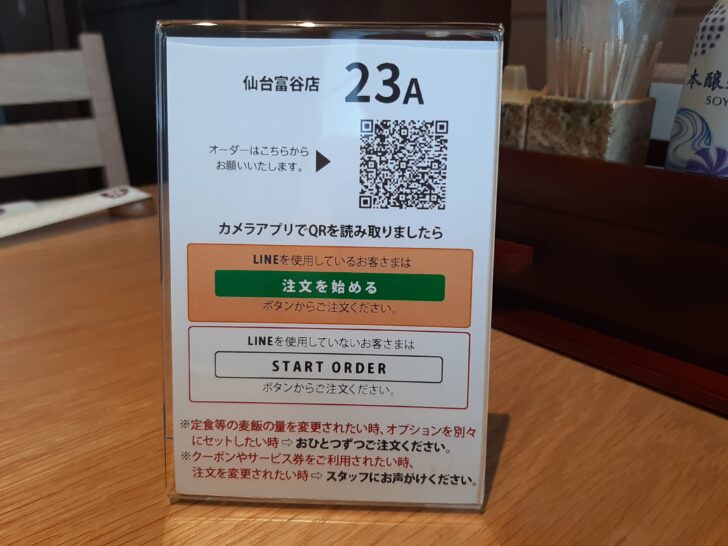 仙台富谷店 23A
オーダーはこちらから
お願いいたします。
カメラアプリでQRを読み取りましたら
LINEを使用しているお客さまは
注文を始める
ボタンからご注文ください。
LINEを使用していないお客さまは
START ORDER
ボタンからご注文ください。
※定食等の麦飯の量を変更されたい時、オプションを別々
にセットしたい時⇨おひとつずつご注文ください。
※クーポンやサービス券をご利用されたい時、
注文を変更されたい時⇨スタッフにお声がけください。
本醸
SOY